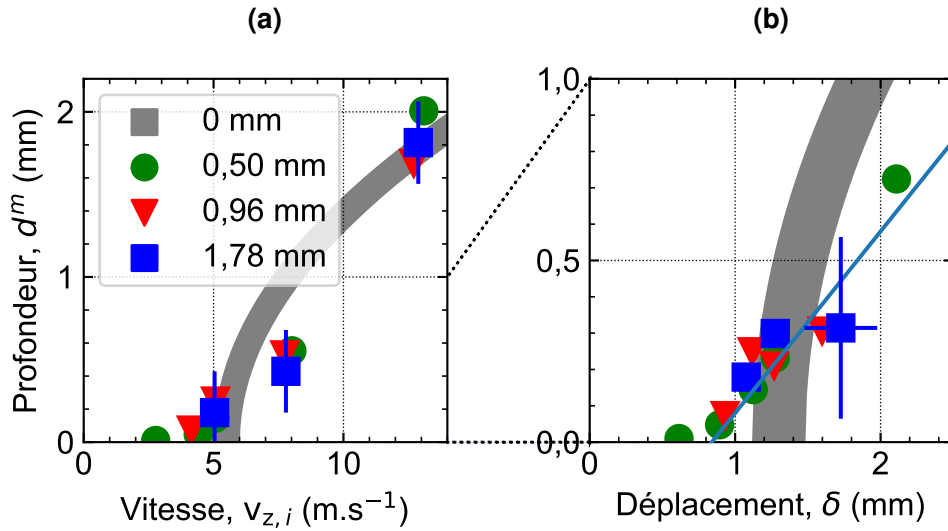 (a)
(b)
Profondeur, d^m (mm)
2
1
0
0 mm
0,50 mm
0,96 mm
1,78 mm
0
5
10
Vitesse, v_{z, i} (m.s^{−1})
1,0
0,5
0,0
0
1
2
Déplacement, δ (mm)